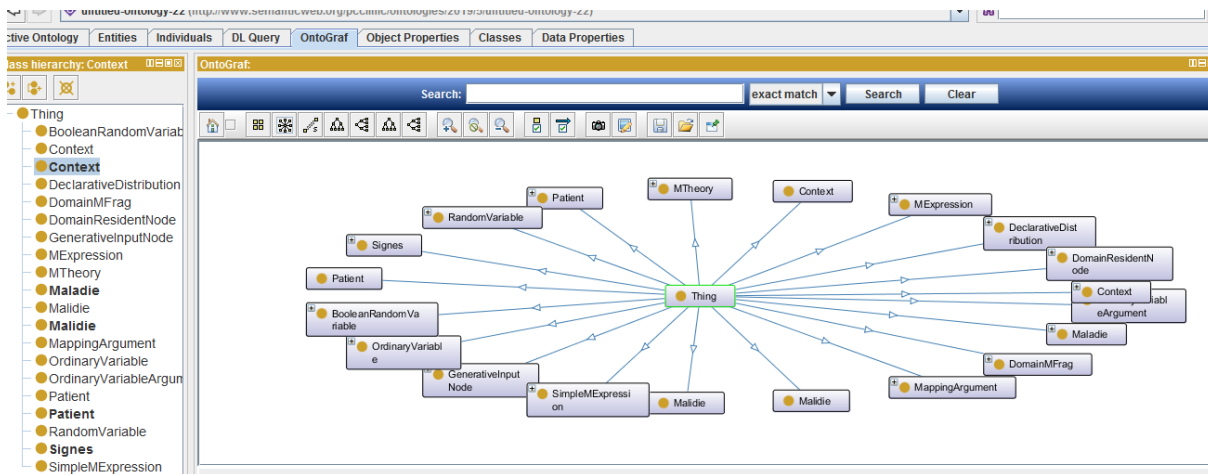 untitled-ontology-22 (http://www.semanticweb.org/pcclinic/ontologies/2019/5/untitled-ontology-22)
ctive Ontology Entities Individuals DL Query OntoGraf Object Properties Classes Data Properties
lass hierarchy: Context
OntoGraf:
Search: exact match Search Clear
Thing
BooleanRandomVariab
Context
Context
DeclarativeDistribution
DomainMFrag
DomainResidentNode
GenerativeInputNode
MExpression
MTheory
Maladie
Malidie
Malidie
MappingArgument
OrdinaryVariable
OrdinaryVariableArgum
Patient
Patient
RandomVariable
Signes
SimpleMExpression
MTheory
Context
Patient
MExpression
RandomVariable
DeclarativeDist
ribution
Signes
DomainResidentN
ode
Patient
Thing
Context
eArgument
BooleanRandomVa
riable
Maladie
OrdinaryVariabl
e
DomainMFrag
GenerativeInput
Node
MappingArgument
SimpleMExpressi
on
Malidie
Malidie